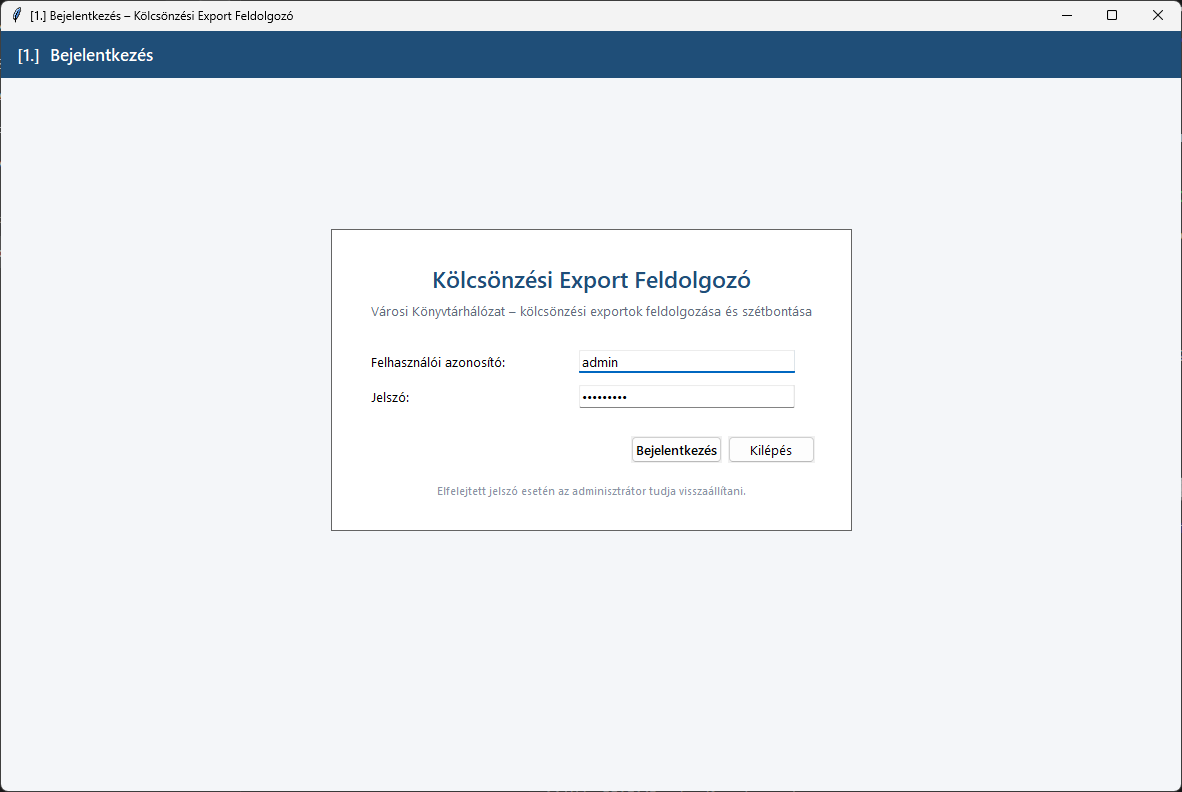 [1.] Bejelentkezés – Kölcsönzési Export Feldolgozó
[1.] Bejelentkezés
Kölcsönzési Export Feldolgozó
Városi Könyvtárhálózat – kölcsönzési exportok feldolgozása és szétbontása
Felhasználói azonosító: admin
Jelszó: •••••••••
Bejelentkezés Kilépés
Elfelejtett jelszó esetén az adminisztrátor tudja visszaállítani.